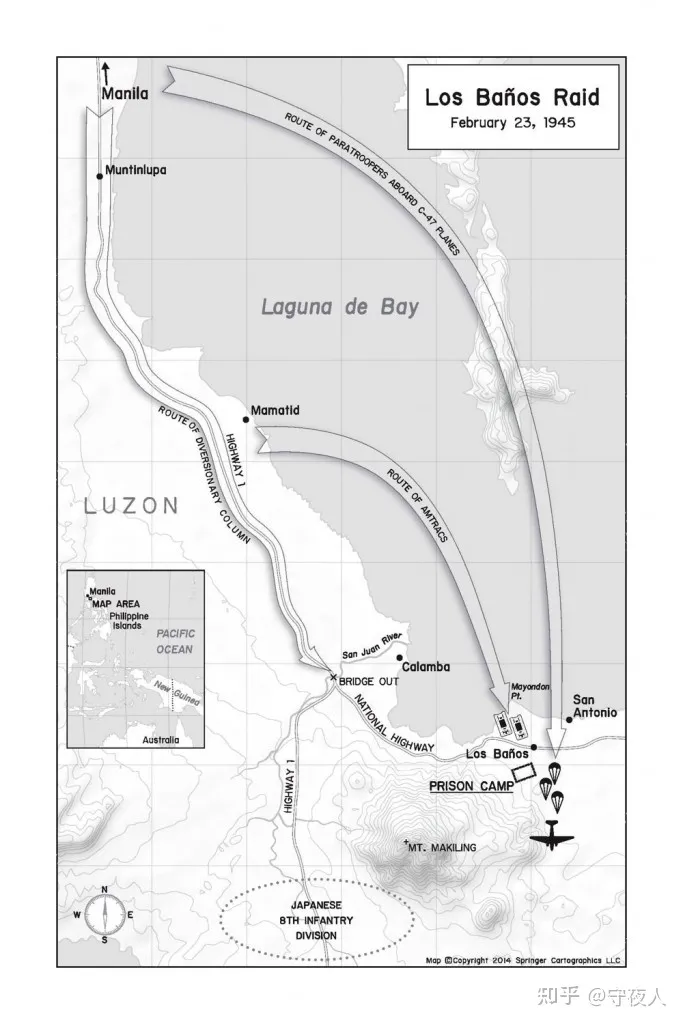 Los Baños Raid
February 23, 1945
Manila
Muntinlupa
ROUTE OF PARATROOPERS ABOARD C-47 PLANES
Laguna de Bay
Mamatid
ROUTE OF DIVERSIONARY COLUMN
HIGHWAY 1
ROUTE OF AMTRACS
LUZON
Manila
MAP AREA
Philippine
Islands
PACIFIC
OCEAN
New Guinea
Australia
San Juan River
Calamba
BRIDGE OUT
Mayondon
Pt.
San
Antonio
NATIONAL HIGHWAY
Los Baños
PRISON CAMP
HIGHWAY 1
MT. MAKILING
JAPANESE
8TH INFANTRY
DIVISION
N
W E
S
Map ©Copyright 2014 Springer Cartographics LLC
知乎 @守夜人